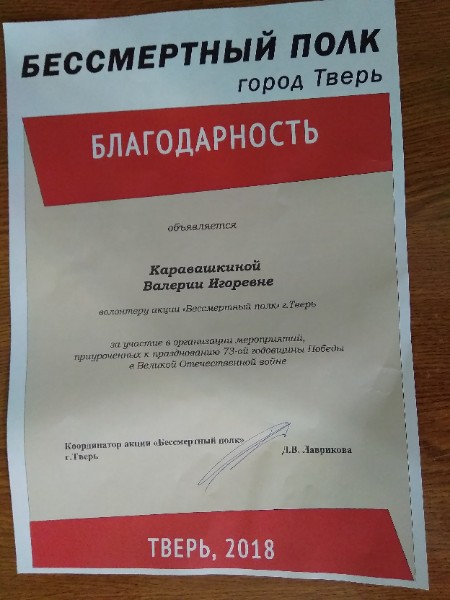 БЕССМЕРТНЫЙ ПОЛК
город Тверь
БЛАГОДАРНОСТЬ
объявляется
Каравашкиной
Валерии Игоревне
волонтеру акции «Бессмертный полк» г.Тверь
за участие в организации мероприятий,
приуроченных к празднованию 73-ой годовщины Победы
в Великой Отечественной войне
Координатор акции «Бессмертный полк»
г.Тверь
Д.В. Лаврикова
ТВЕРЬ, 2018